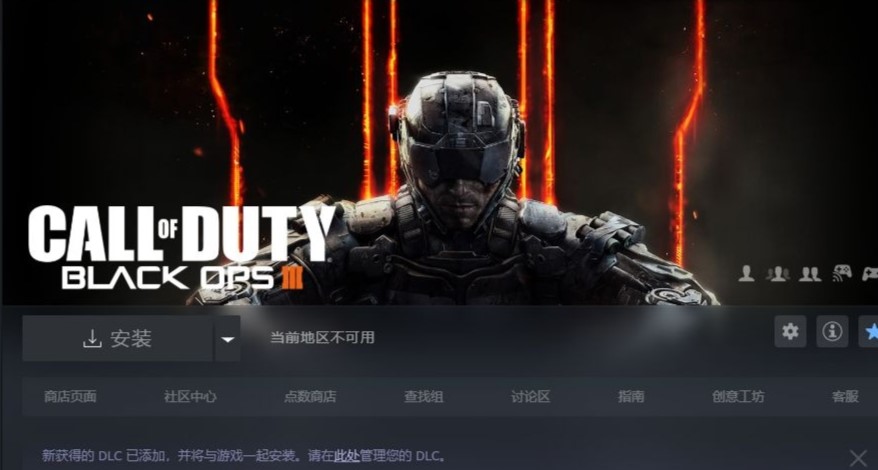 CALL OF DUTY
BLACK OPS III
安装
当前地区不可用
商店页面 社区中心 点数商店 查找组 讨论区 指南 创意工坊 客服
新获得的 DLC 已添加，并将与游戏一起安装。请在此处管理您的 DLC。